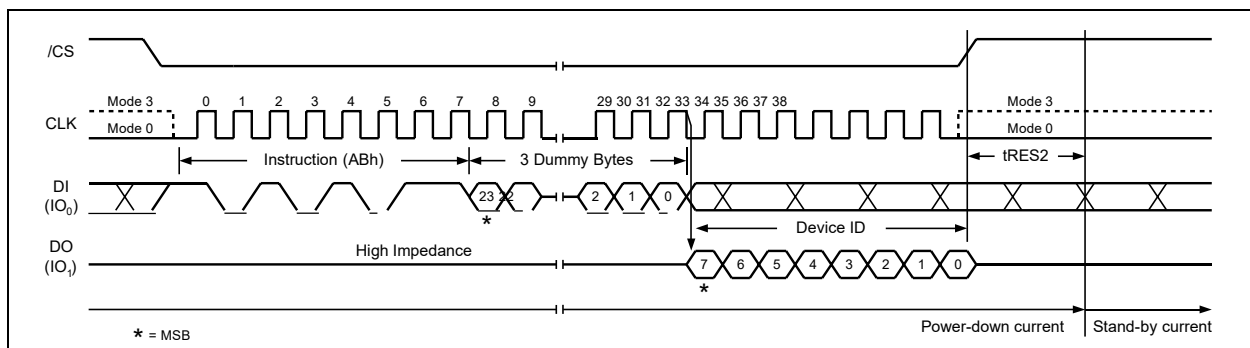 /CS
Mode 3 0 1 2 3 4 5 6 7 8 9 29 30 31 32 33 34 35 36 37 38 Mode 3
CLK
Mode 0 Mode 0
Instruction (ABh) 3 Dummy Bytes tRES2
DI
(IO0)
23 22 2 1 0
* Device ID
High Impedance
DO
(IO1)
7 6 5 4 3 2 1 0
*
Power-down current Stand-by current
* = MSB